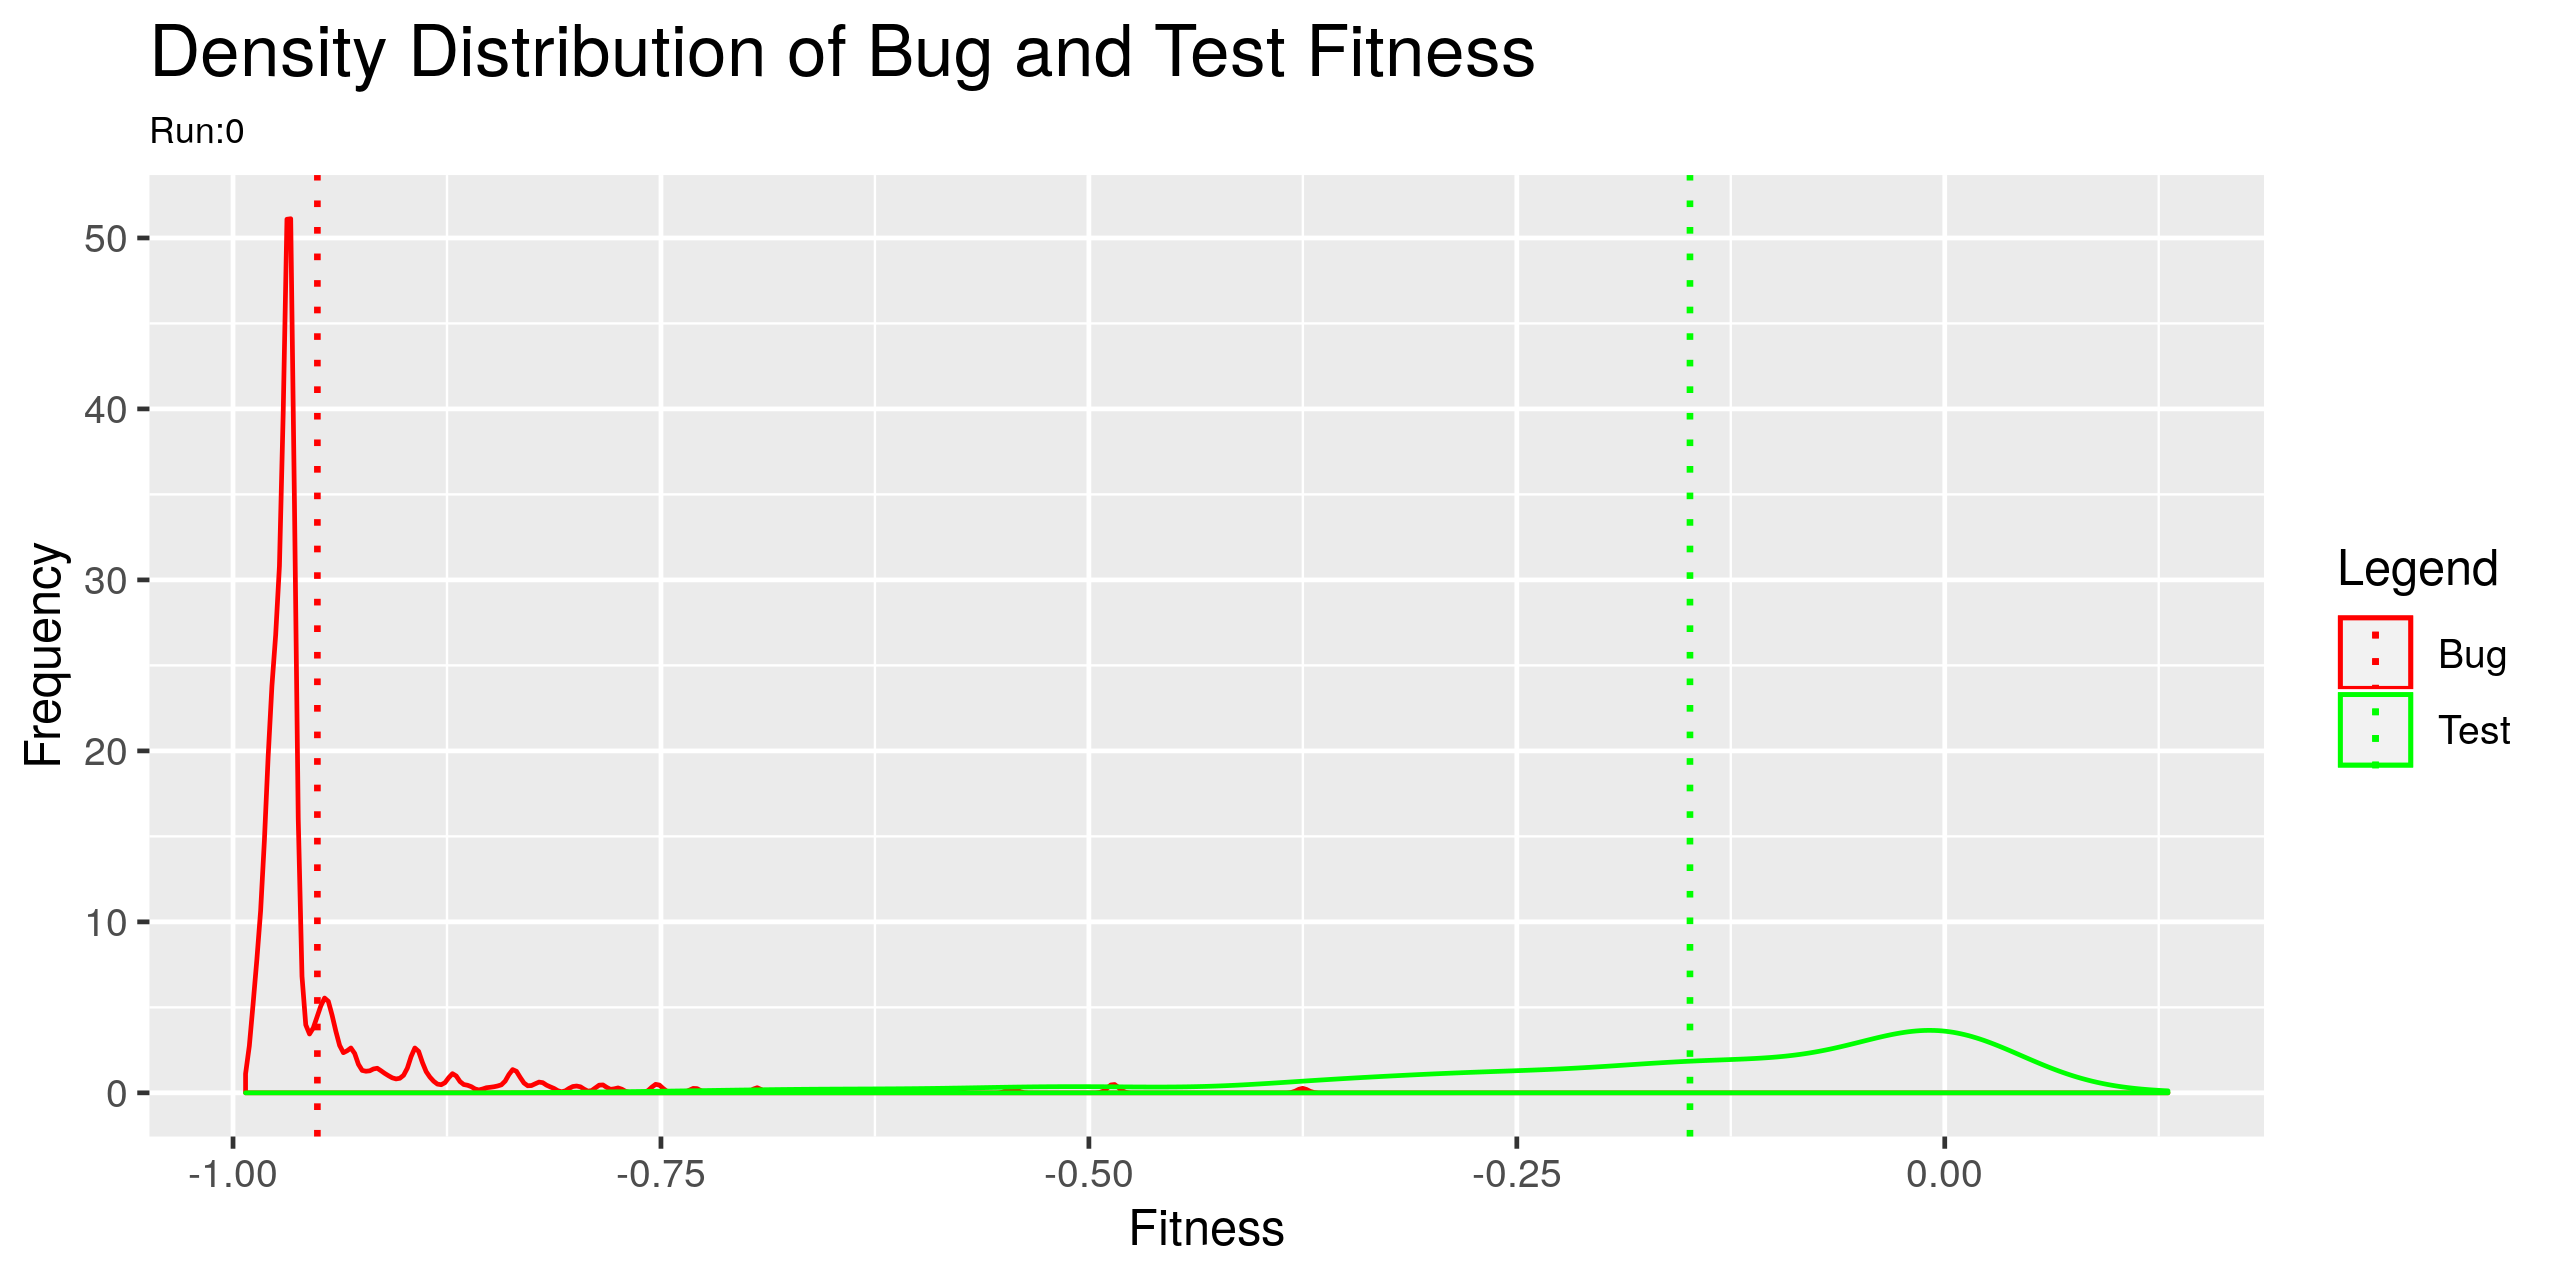 Density Distribution of Bug and Test Fitness
Run:0
Frequency
50
40
30
20
10
0
-1.00 -0.75 -0.50 -0.25 0.00
Fitness
Legend
Bug
Test